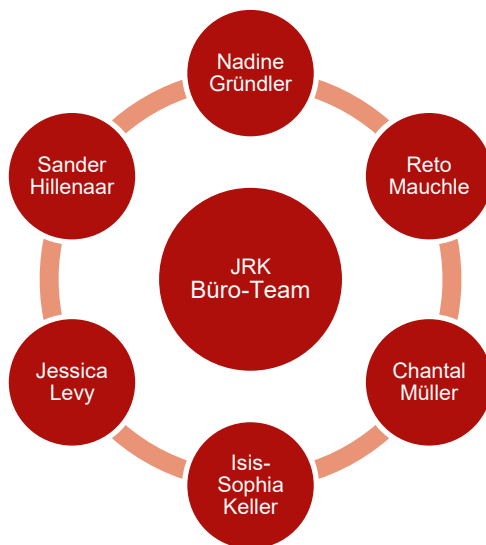 Nadine
Gründler
Sander
Hillenaar
Reto
Mauchle
JRK
Büro-Team
Jessica
Levy
Chantal
Müller
Isis-
Sophia
Keller